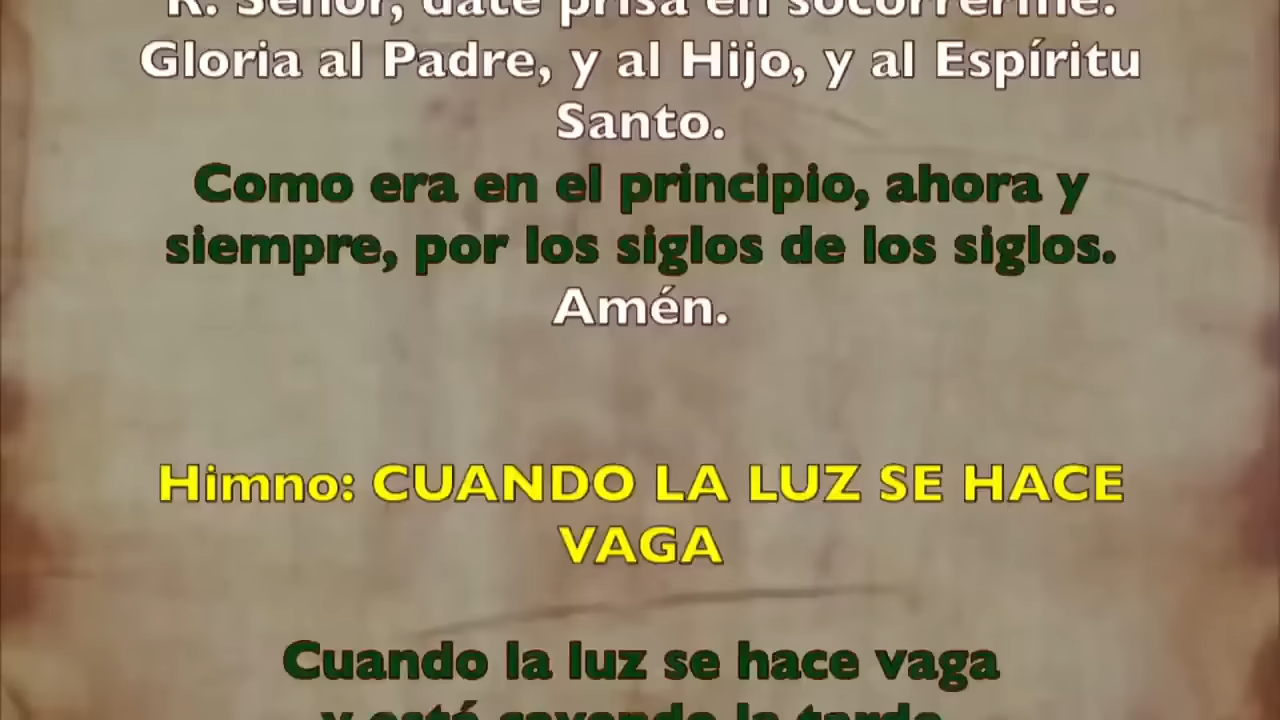 R. Señor, date prisa en socorrerme.
Gloria al Padre, y al Hijo, y al Espíritu
Santo.
Como era en el principio, ahora y
siempre, por los siglos de los siglos.
Amén.
Himno: CUANDO LA LUZ SE HACE
VAGA
Cuando la luz se hace vaga
y está cayendo la tarde